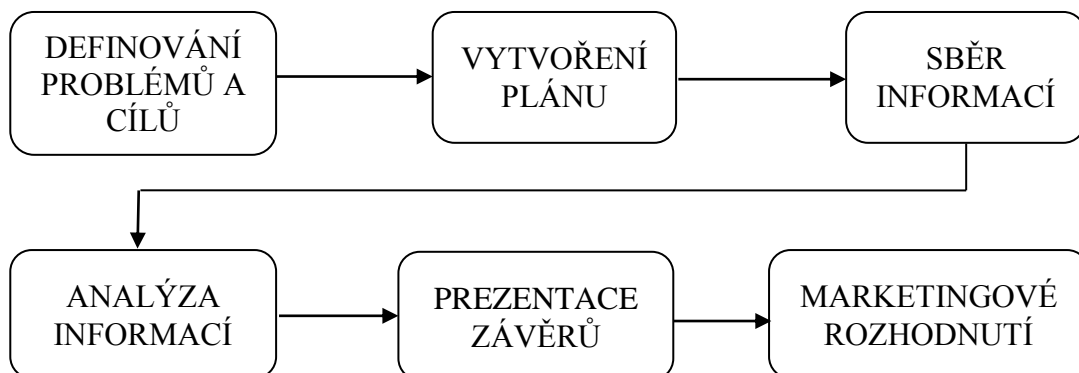 DEFINOVÁNÍ
PROBLÉMŮ A
CÍLŮ
VYTVOŘENÍ
PLÁNU
SBĚR
INFORMACÍ
ANALÝZA
INFORMACÍ
PREZENTACE
ZÁVĚRŮ
MARKETINGOVÉ
ROZHODNUTÍ